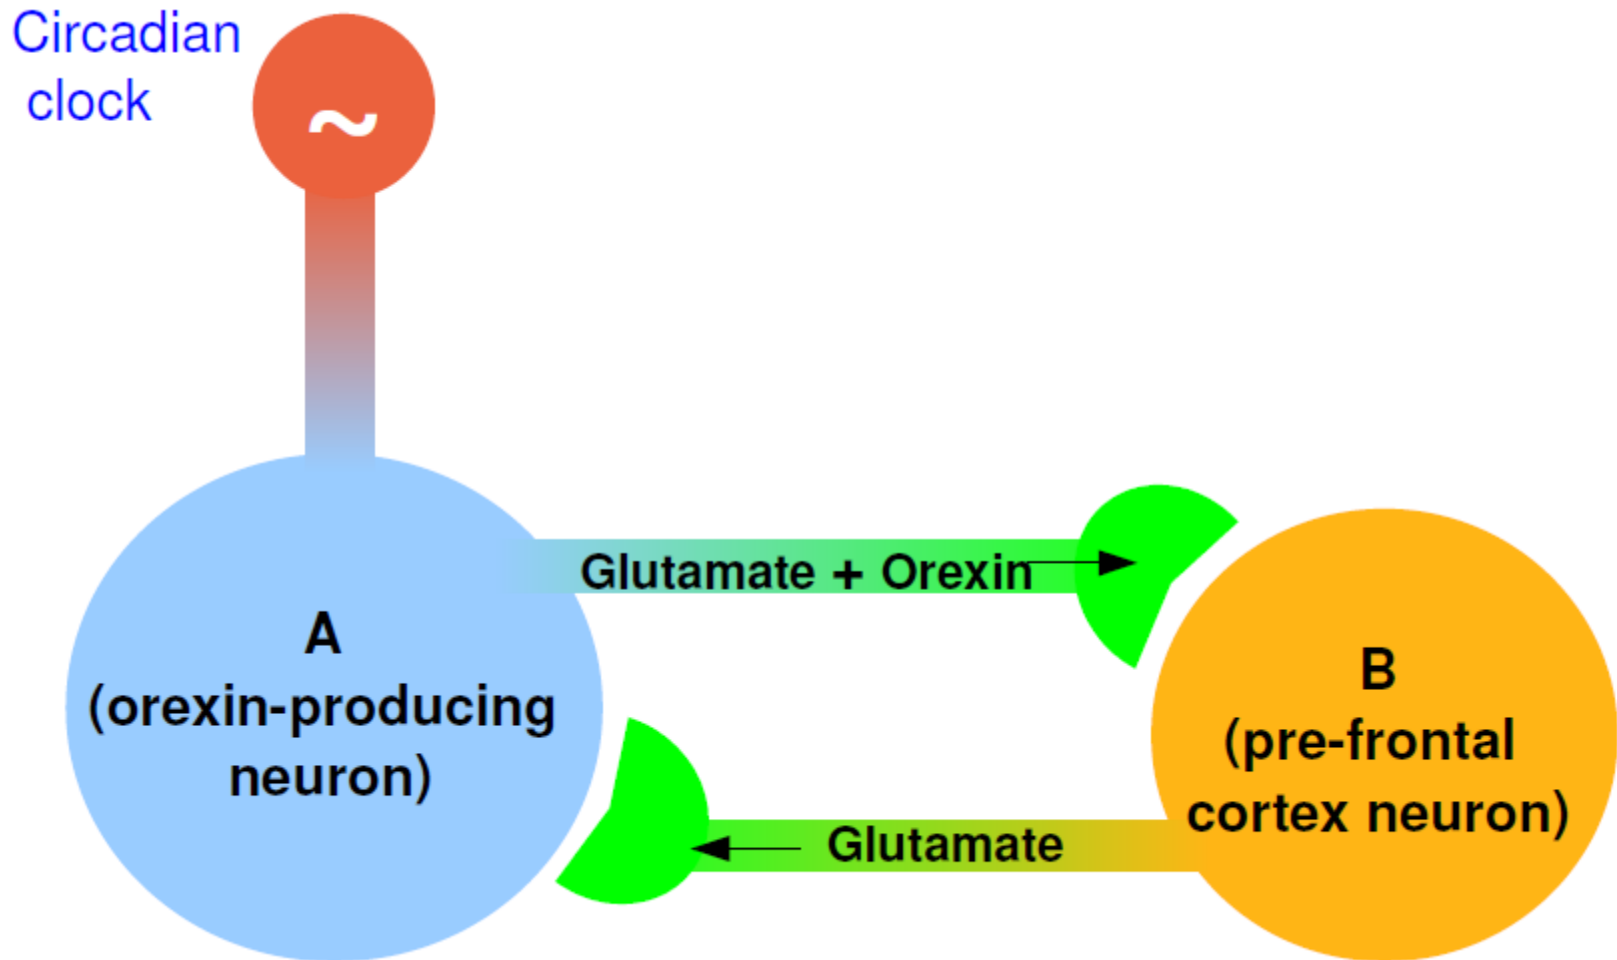 Circadian
clock
~
Glutamate + Orexin
A
(orexin-producing
neuron)
B
(pre-frontal
cortex neuron)
Glutamate